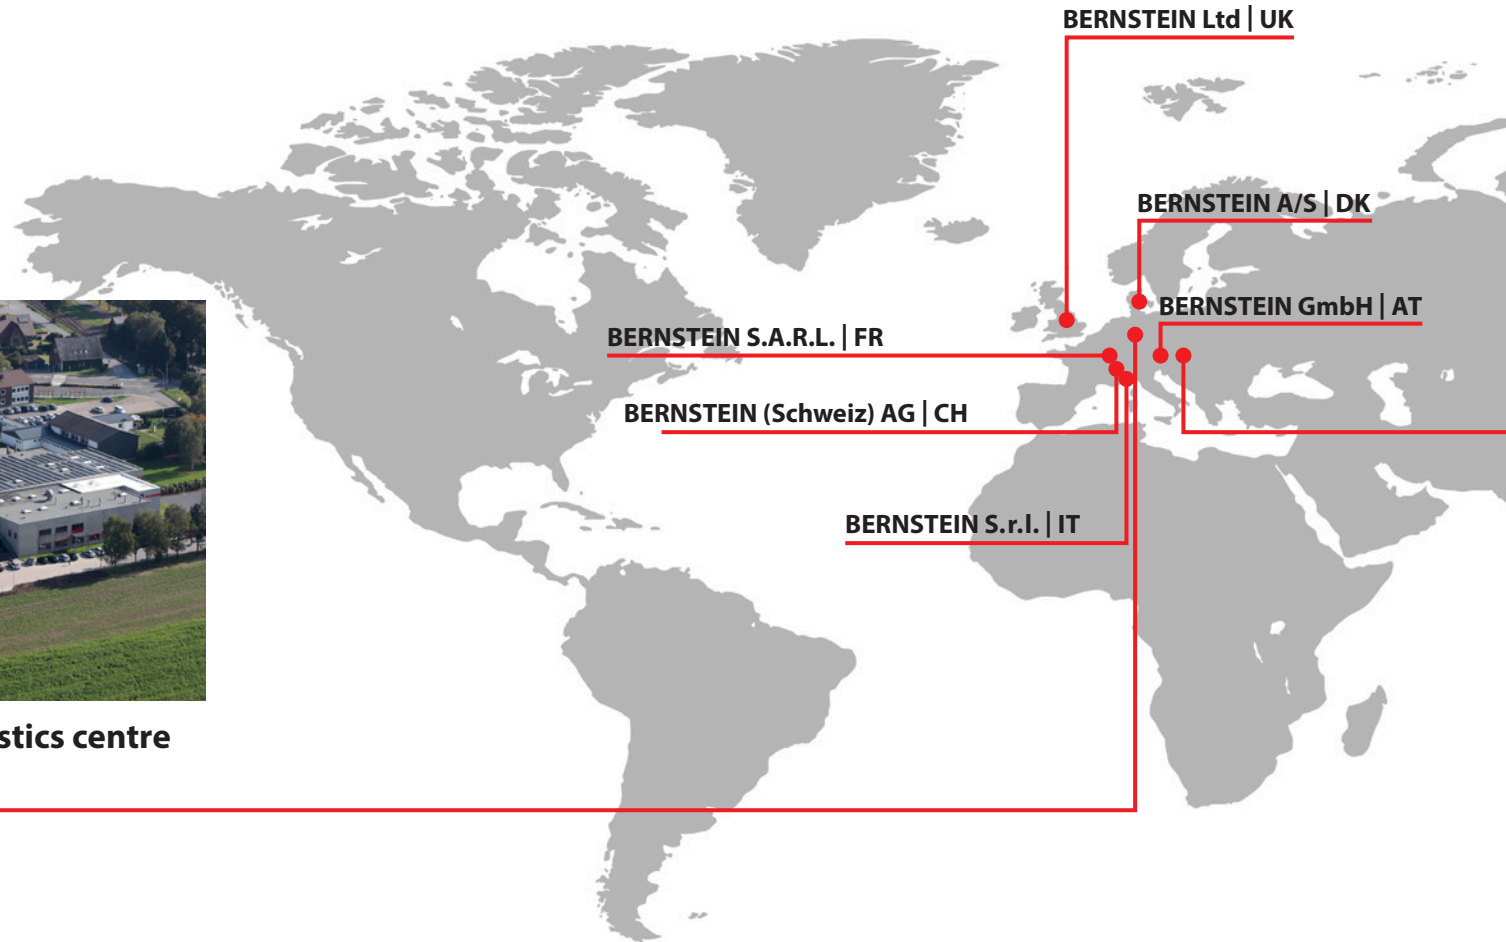 BERNSTEIN Ltd | UK
BERNSTEIN A/S | DK
BERNSTEIN GmbH | AT
BERNSTEIN S.A.R.L. | FR
BERNSTEIN (Schweiz) AG | CH
BERNSTEIN S.r.l. | IT
stics centre